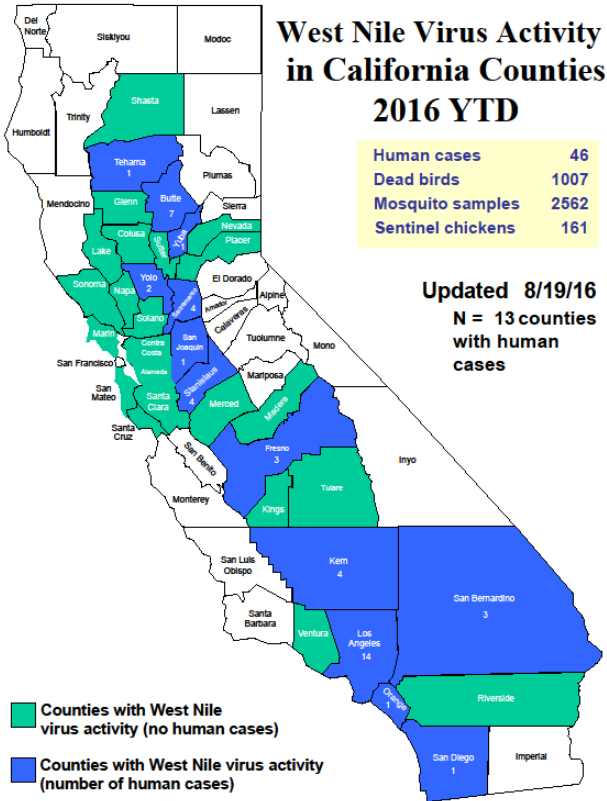 West Nile Virus Activity
in California Counties
2016 YTD
Human cases 46
Dead birds 1007
Mosquito samples 2562
Sentinel chickens 161
Updated 8/19/16
N = 13 counties
with human
cases
Del
Norte
Siskiyou
Modoc
Shasta
Trinity
Lassen
Humboldt
Tehama
1
Plumas
Mendocino
Glenn
Butte
7
Sierra
Colusa
Sutter
Yuba
1
Nevada
Placer
Lake
Sonoma
Napa
Yolo
2
Sacramento
4
El Dorado
Alpine
Amador
Solano
Calaveras
Marin
Contra
Costa
San
Joaquin
1
Tuolumne
Mono
San Francisco
Alameda
Stanislaus
4
Mariposa
San
Mateo
Santa
Clara
Merced
Madera
Santa
Cruz
San Benito
Fresno
3
Inyo
Monterey
Kings
Tulare
San Luis
Obispo
Kern
4
San Bernardino
3
Santa
Barbara
Ventura
Los
Angeles
14
Orange
1
Riverside
San Diego
1
Imperial
Counties with West Nile
virus activity (no human cases)
Counties with West Nile virus activity
(number of human cases)